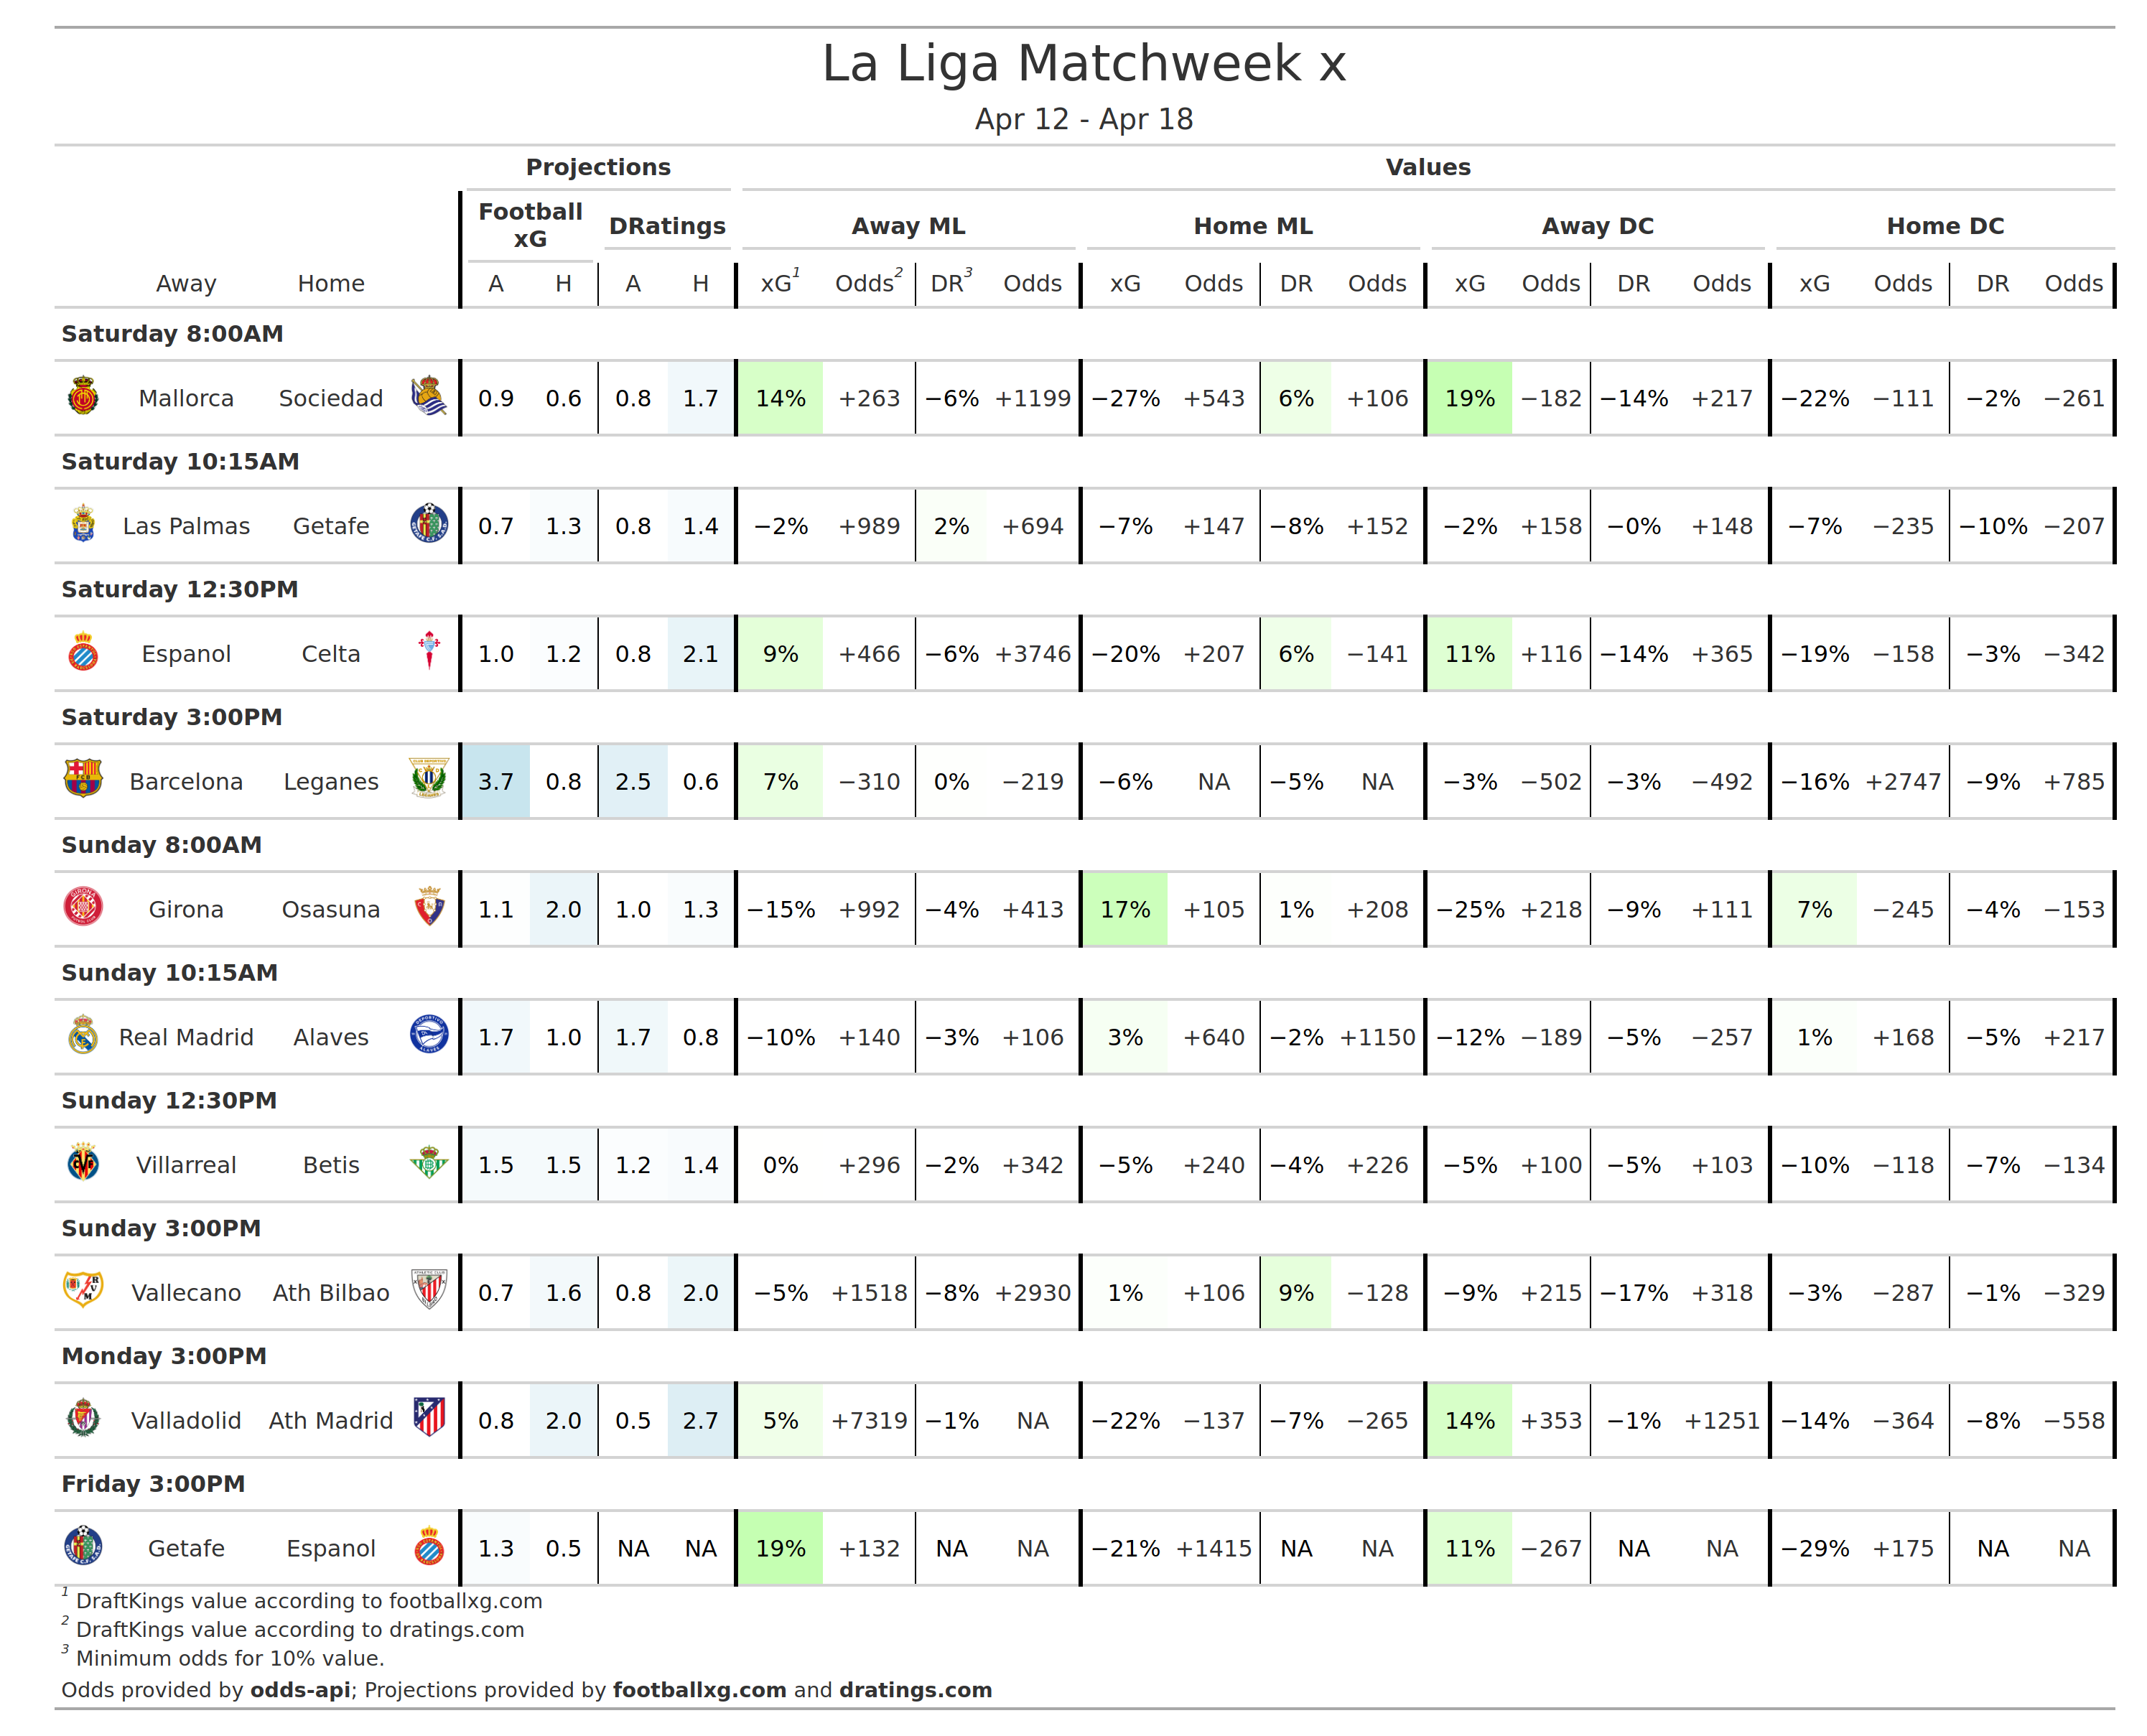 La Liga Matchweek x
Apr 12 - Apr 18
Projections Values
Football xG DRatings Away ML Home ML Away DC Home DC
Away Home A H A H xG1 Odds2 DR3 Odds xG Odds DR Odds xG Odds DR Odds xG Odds DR Odds
Saturday 8:00AM
Mallorca Sociedad 0.9 0.6 0.8 1.7 14% +263 −6% +1199 −27% +543 6% +106 19% −182 −14% +217 −22% −111 −2% −261
Saturday 10:15AM
Las Palmas Getafe 0.7 1.3 0.8 1.4 −2% +989 2% +694 −7% +147 −8% +152 −2% +158 −0% +148 −7% −235 −10% −207
Saturday 12:30PM
Espanol Celta 1.0 1.2 0.8 2.1 9% +466 −6% +3746 −20% +207 6% −141 11% +116 −14% +365 −19% −158 −3% −342
Saturday 3:00PM
Barcelona Leganes 3.7 0.8 2.5 0.6 7% −310 0% −219 −6% NA −5% NA −3% −502 −3% −492 −16% +2747 −9% +785
Sunday 8:00AM
Girona Osasuna 1.1 2.0 1.0 1.3 −15% +992 −4% +413 17% +105 1% +208 −25% +218 −9% +111 7% −245 −4% −153
Sunday 10:15AM
Real Madrid Alaves 1.7 1.0 1.7 0.8 −10% +140 −3% +106 3% +640 −2% +1150 −12% −189 −5% −257 1% +168 −5% +217
Sunday 12:30PM
Villarreal Betis 1.5 1.5 1.2 1.4 0% +296 −2% +342 −5% +240 −4% +226 −5% +100 −5% +103 −10% −118 −7% −134
Sunday 3:00PM
Vallecano Ath Bilbao 0.7 1.6 0.8 2.0 −5% +1518 −8% +2930 1% +106 9% −128 −9% +215 −17% +318 −3% −287 −1% −329
Monday 3:00PM
Valladolid Ath Madrid 0.8 2.0 0.5 2.7 5% +7319 −1% NA −22% −137 −7% −265 14% +353 −1% +1251 −14% −364 −8% −558
Friday 3:00PM
Getafe Espanol 1.3 0.5 NA NA 19% +132 NA NA −21% +1415 NA NA 11% −267 NA NA −29% +175 NA NA
1 DraftKings value according to footballxg.com
2 DraftKings value according to dratings.com
3 Minimum odds for 10% value.
Odds provided by odds-api; Projections provided by footballxg.com and dratings.com